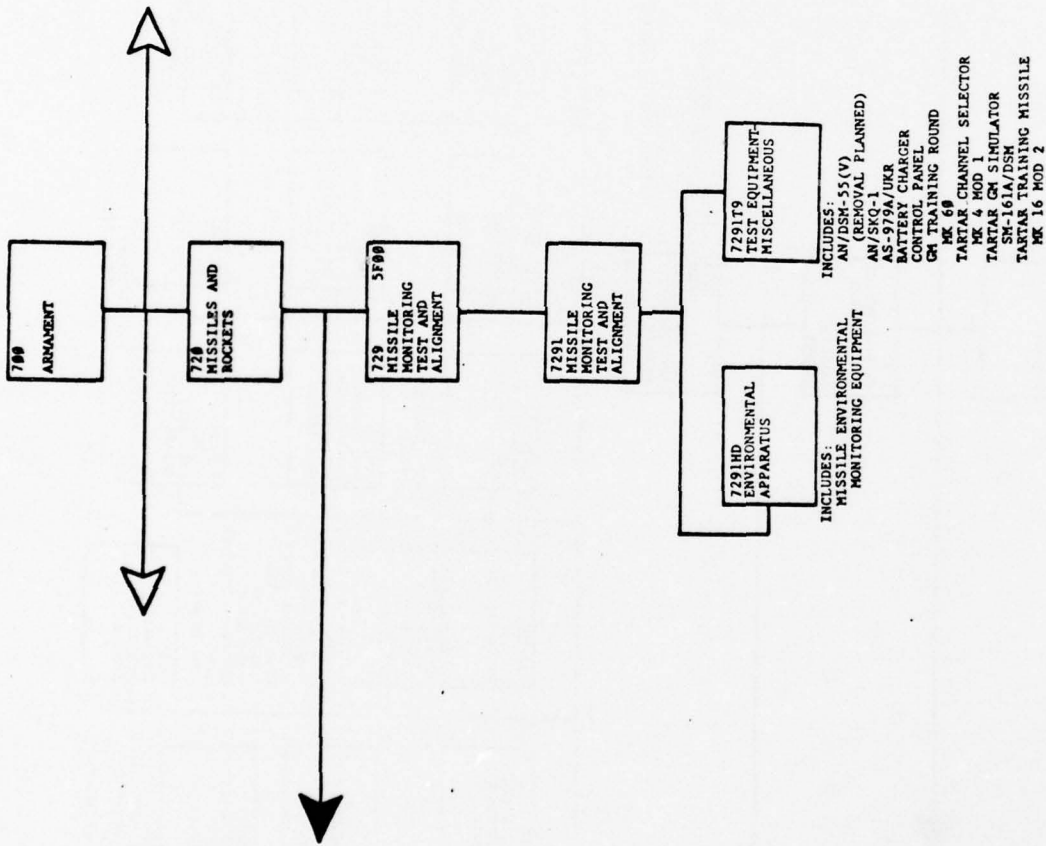 700
ARMAMENT
720
MISSILES AND
ROCKETS
729 5F00
MISSILE
MONITORING
TEST AND
ALIGNMENT
7291
MISSILE
MONITORING
TEST AND
ALIGNMENT
7291HD
ENVIRONMENTAL
APPARATUS
INCLUDES:
MISSILE ENVIRONMENTAL
MONITORING EQUIPMENT
7291T9
TEST EQUIPMENT-
MISCELLANEOUS
INCLUDES:
AN/DSM-55(V)
(REMOVAL PLANNED)
AN/SKQ-1
AS-979A/UKR
BATTERY CHARGER
CONTROL PANEL
GM TRAINING ROUND
MK 60
TARTAR CHANNEL SELECTOR
MK 4 MOD 1
TARTAR GM SIMULATOR
SM-161A/DSM
TARTAR TRAINING MISSILE
MK 16 MOD 2